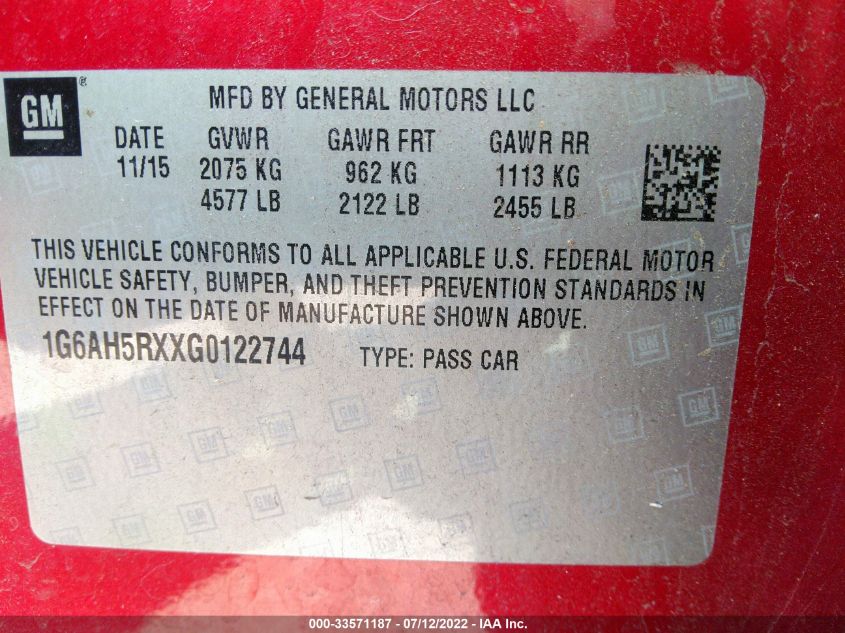 GM ®
MFD BY GENERAL MOTORS LLC
DATE GVWR GAWR FRT GAWR RR
11/15 2075 KG 962 KG 1113 KG
4577 LB 2122 LB 2455 LB
THIS VEHICLE CONFORMS TO ALL APPLICABLE U.S. FEDERAL MOTOR
VEHICLE SAFETY, BUMPER, AND THEFT PREVENTION STANDARDS IN
EFFECT ON THE DATE OF MANUFACTURE SHOWN ABOVE.
1G6AH5RXXG0122744 TYPE: PASS CAR
000-33571187 - 07/12/2022 - IAA Inc.